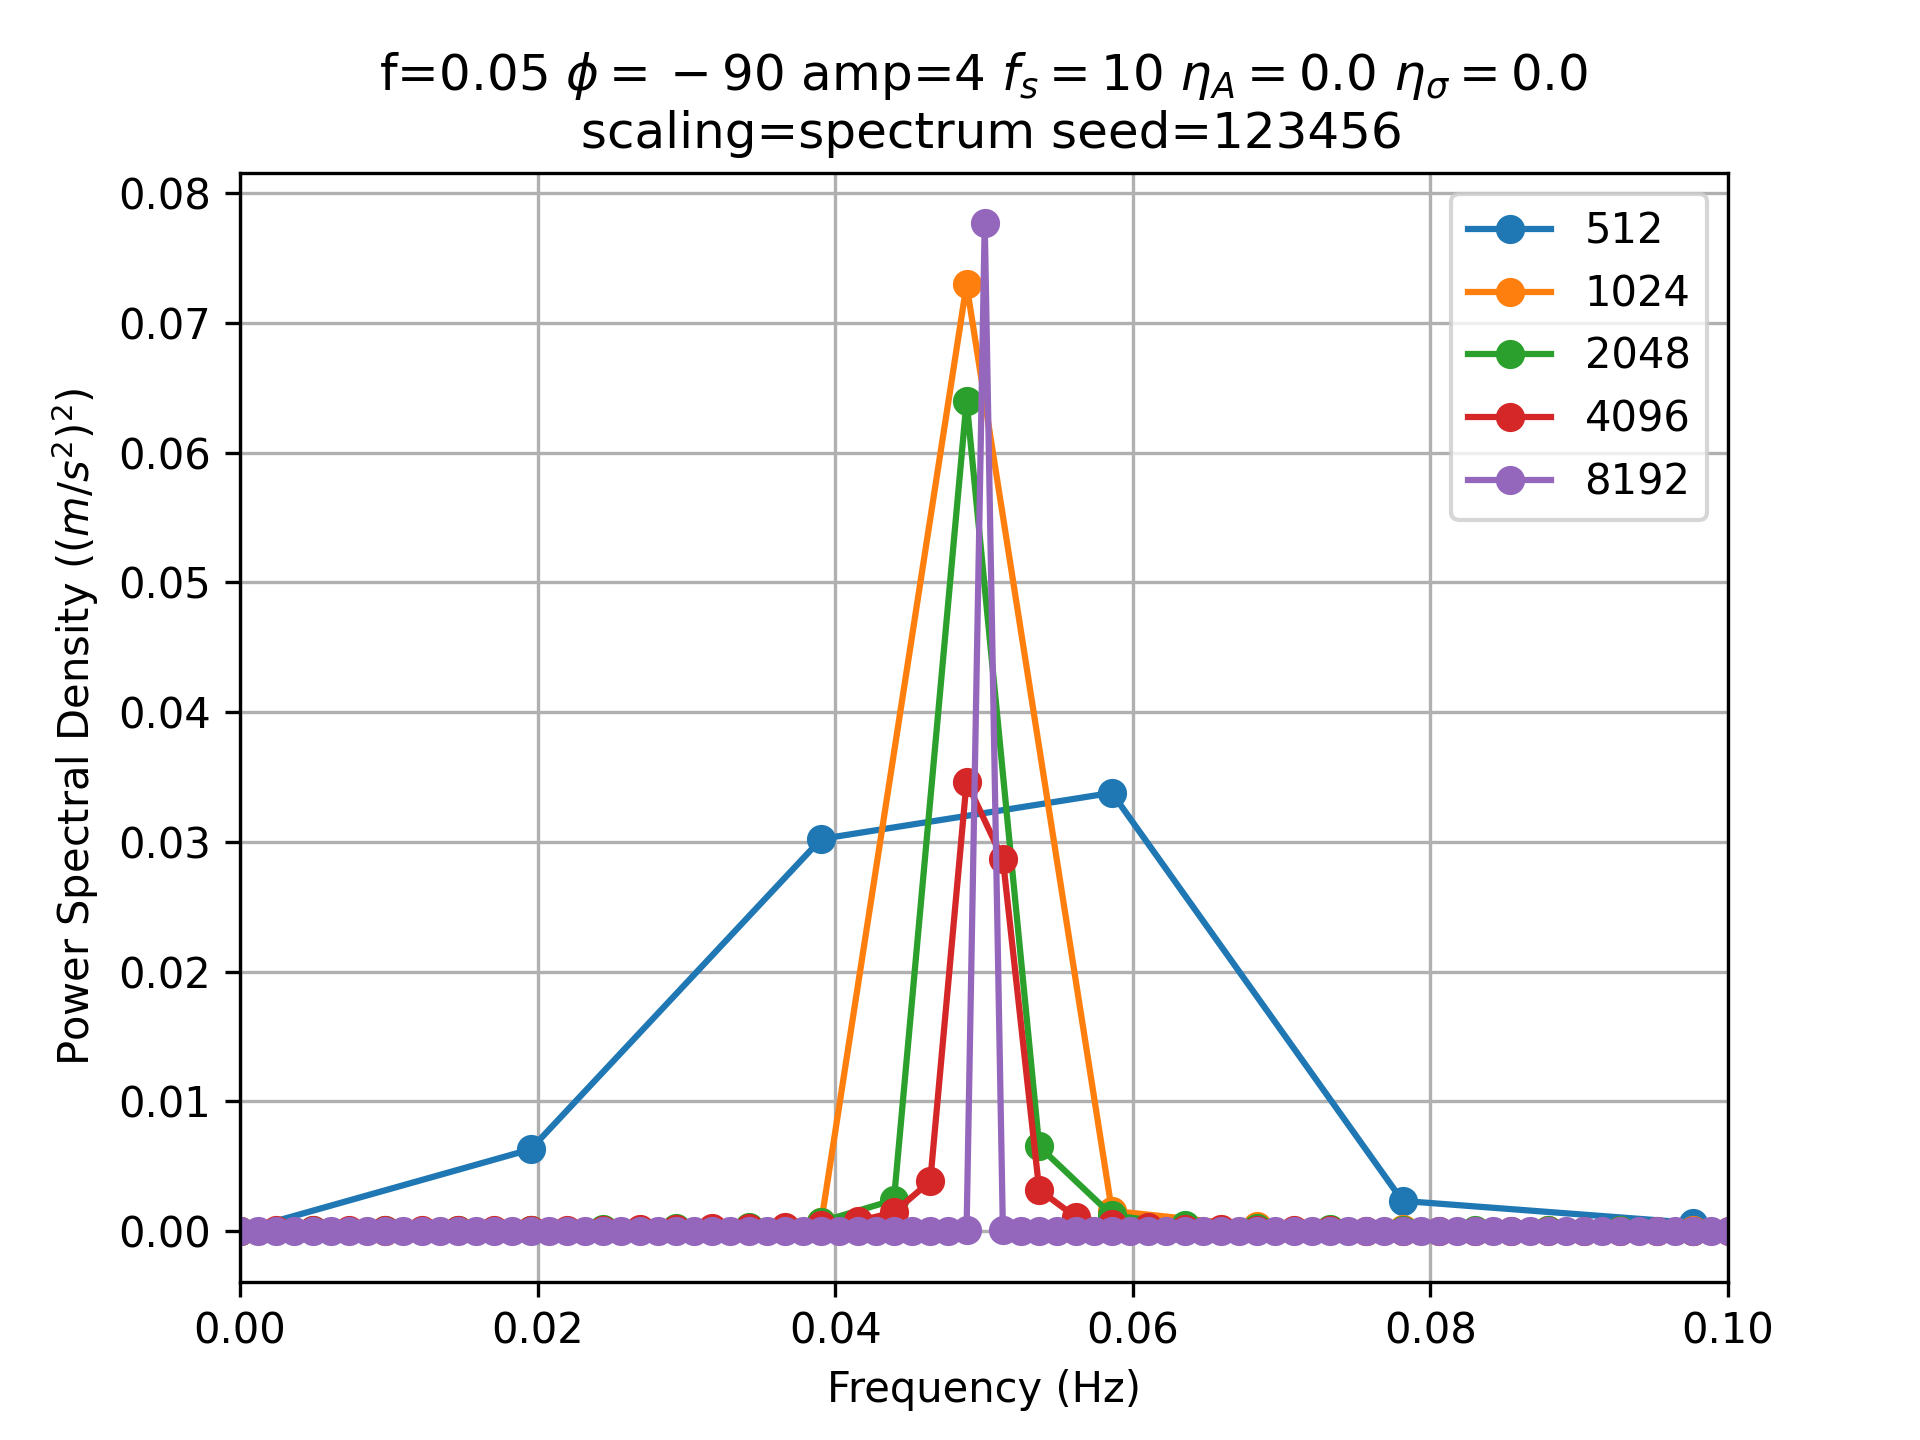 f=0.05 ϕ = −90 amp=4 fₛ = 10 η_A = 0.0 η_σ = 0.0
scaling=spectrum seed=123456
Power Spectral Density ((m/s²)²)
0.08
0.07
0.06
0.05
0.04
0.03
0.02
0.01
0.00
512
1024
2048
4096
8192
0.00 0.02 0.04 0.06 0.08 0.10
Frequency (Hz)